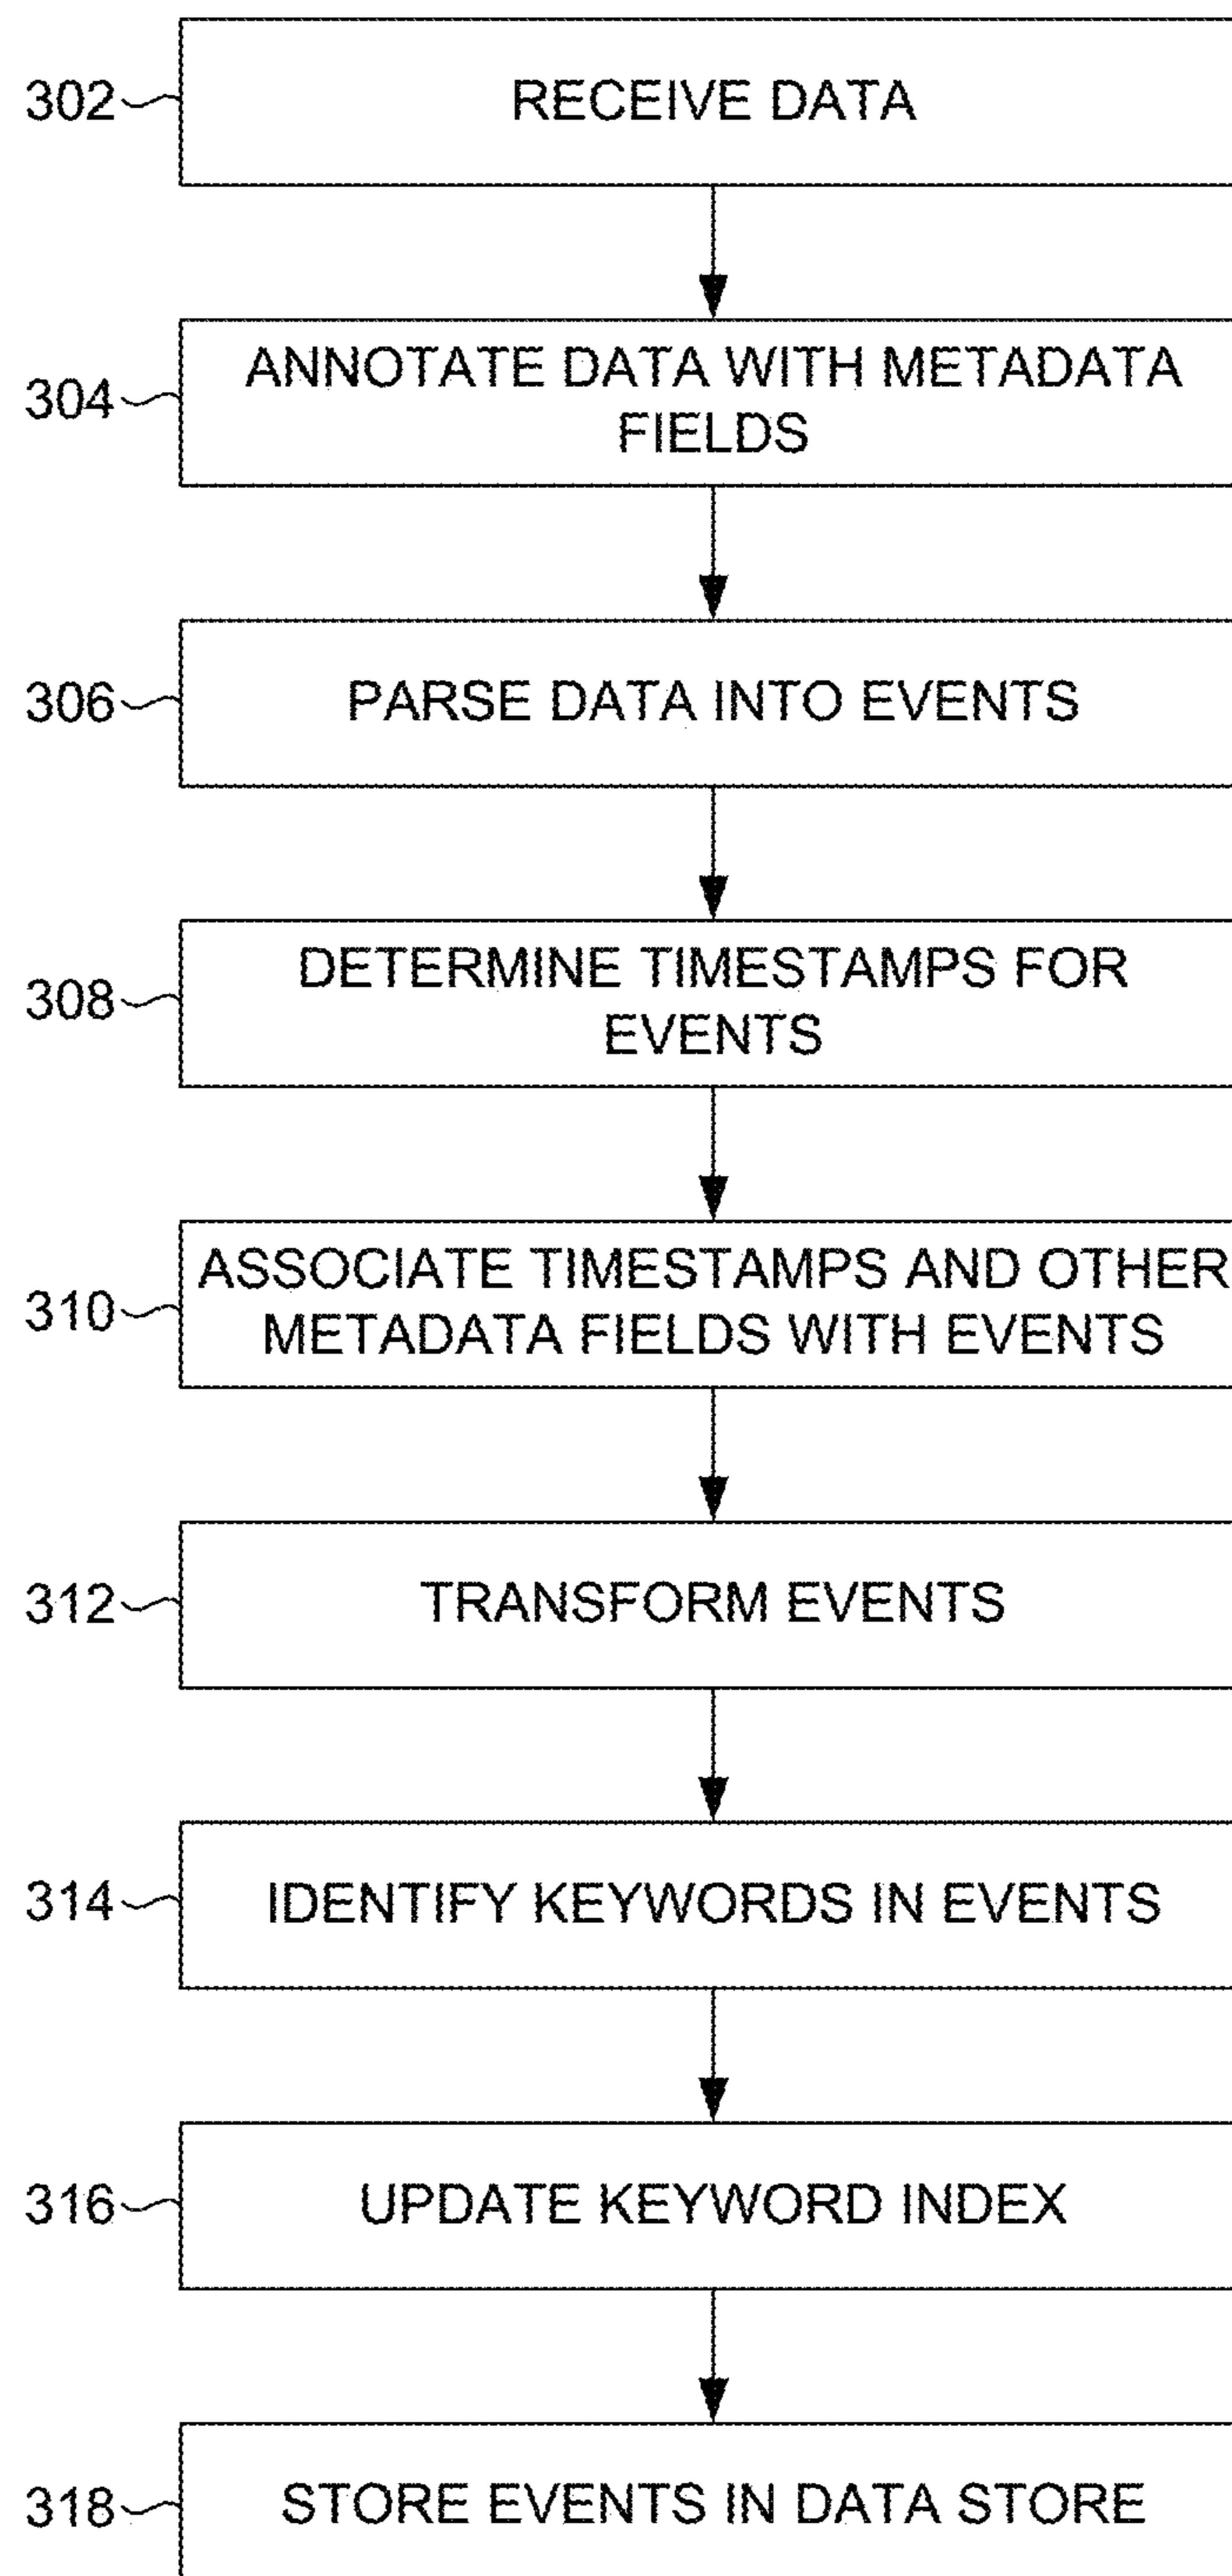 302
RECEIVE DATA
304
ANNOTATE DATA WITH METADATA
FIELDS
306
PARSE DATA INTO EVENTS
308
DETERMINE TIMESTAMPS FOR
EVENTS
310
ASSOCIATE TIMESTAMPS AND OTHER
METADATA FIELDS WITH EVENTS
312
TRANSFORM EVENTS
314
IDENTIFY KEYWORDS IN EVENTS
316
UPDATE KEYWORD INDEX
318
STORE EVENTS IN DATA STORE